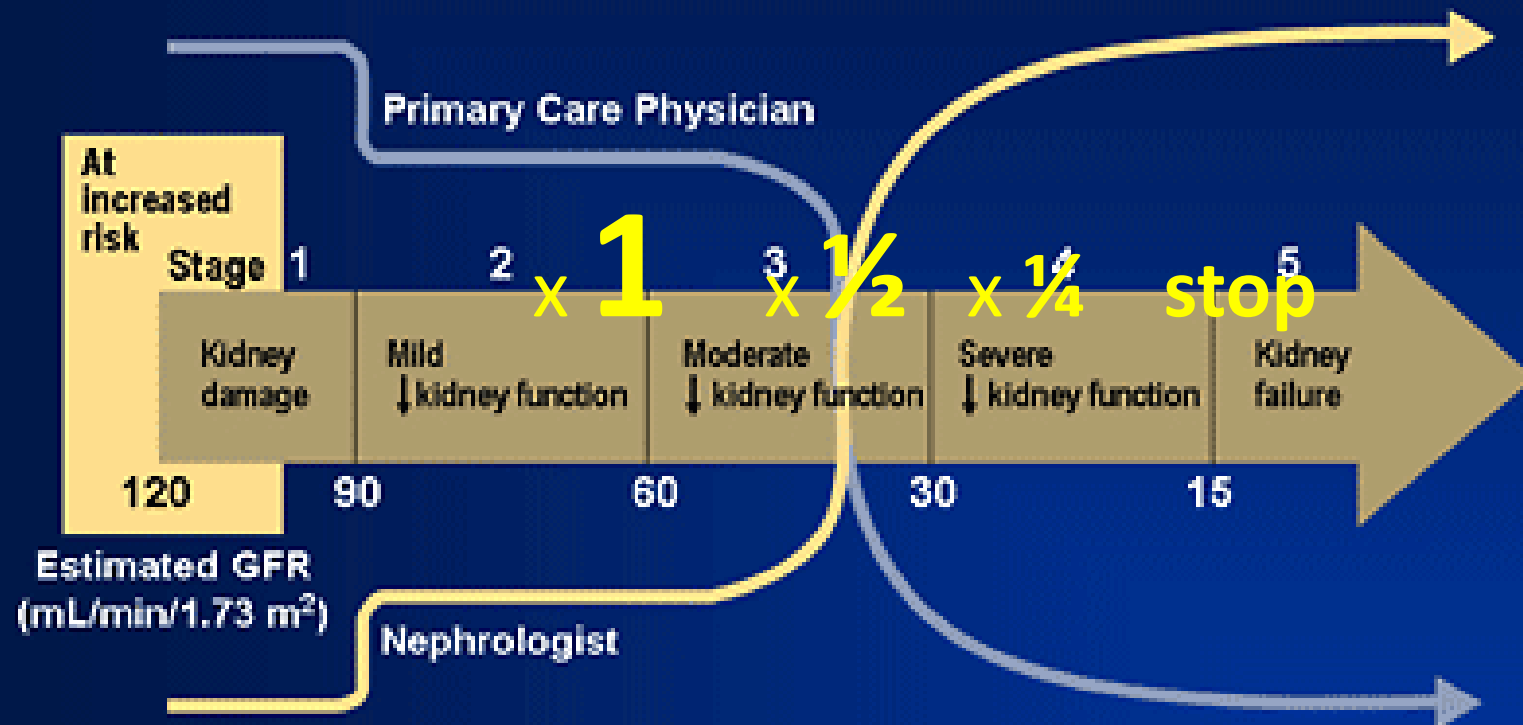 Primary Care Physician
At
increased
risk
Stage 1 2 3 4 5
x 1 x ½ x ¼ stop
Kidney
damage
Mild
↓ kidney function
Moderate
↓ kidney function
Severe
↓ kidney function
Kidney
failure
120 90 60 30 15
Estimated GFR
(mL/min/1.73 m²)
Nephrologist